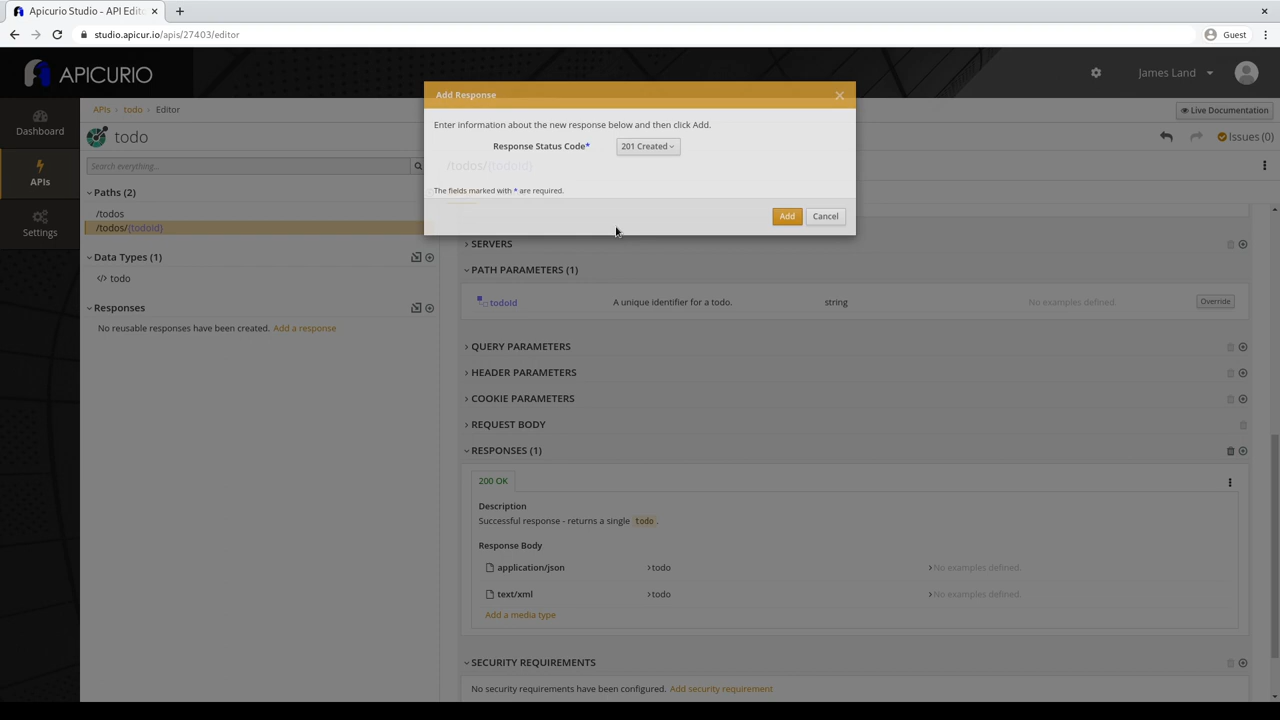 Apicurio Studio - API Edito
studio.apicur.io/apis/27403/editor
Guest
APICURIO
James Land
Dashboard
APIs
Settings
APIs
todo
Editor
Live Documentation
todo
Issues (0)
Search everything...
Paths (2)
/todos
/todos/{todoId}
Data Types (1)
todo
Responses
No reusable responses have been created. Add a response
Add Response
Enter information about the new response below and then click Add.
Response Status Code*
201 Created
/todos/{todoId}
The fields marked with * are required.
Add
Cancel
SERVERS
PATH PARAMETERS (1)
todoId
A unique identifier for a todo.
string
No examples defined.
Override
QUERY PARAMETERS
HEADER PARAMETERS
COOKIE PARAMETERS
REQUEST BODY
RESPONSES (1)
200 OK
Description
Successful response - returns a single todo.
Response Body
application/json
todo
No examples defined.
text/xml
todo
No examples defined.
Add a media type
SECURITY REQUIREMENTS
No security requirements have been configured. Add security requirement